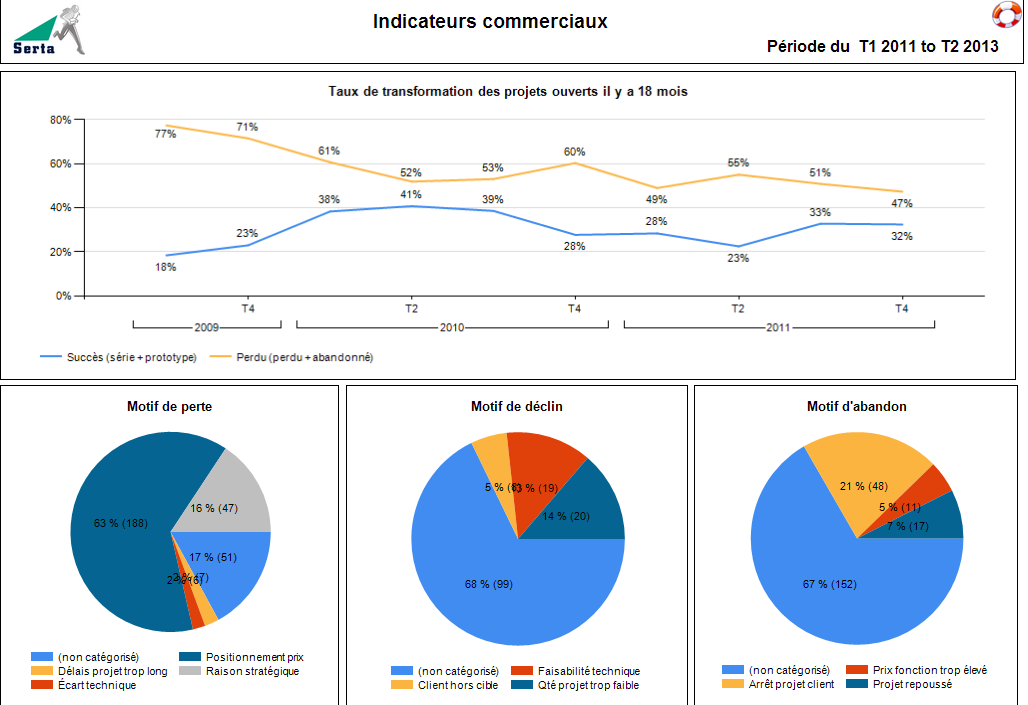 Indicateurs commerciaux
Serta
Période du T1 2011 to T2 2013
Taux de transformation des projets ouverts il y a 18 mois
80%
60%
40%
20%
0%
77%
71%
61%
52%
53%
60%
49%
55%
51%
47%
18%
23%
38%
41%
39%
28%
28%
23%
33%
32%
T4 T2 T4 T2 T4
2009 2010 2011
Succès (série + prototype) Perdu (perdu + abandonné)
Motif de perte
63 % (188)
16 % (47)
17 % (51)
(non catégorisé) Positionnement prix
Délais projet trop long Raison stratégique
Écart technique
Motif de déclin
5 % (8)
13 % (19)
14 % (20)
68 % (99)
(non catégorisé) Faisabilité technique
Client hors cible Qté projet trop faible
Motif d'abandon
21 % (48)
5 % (11)
7 % (17)
67 % (152)
(non catégorisé) Prix fonction trop élevé
Arrêt projet client Projet repoussé